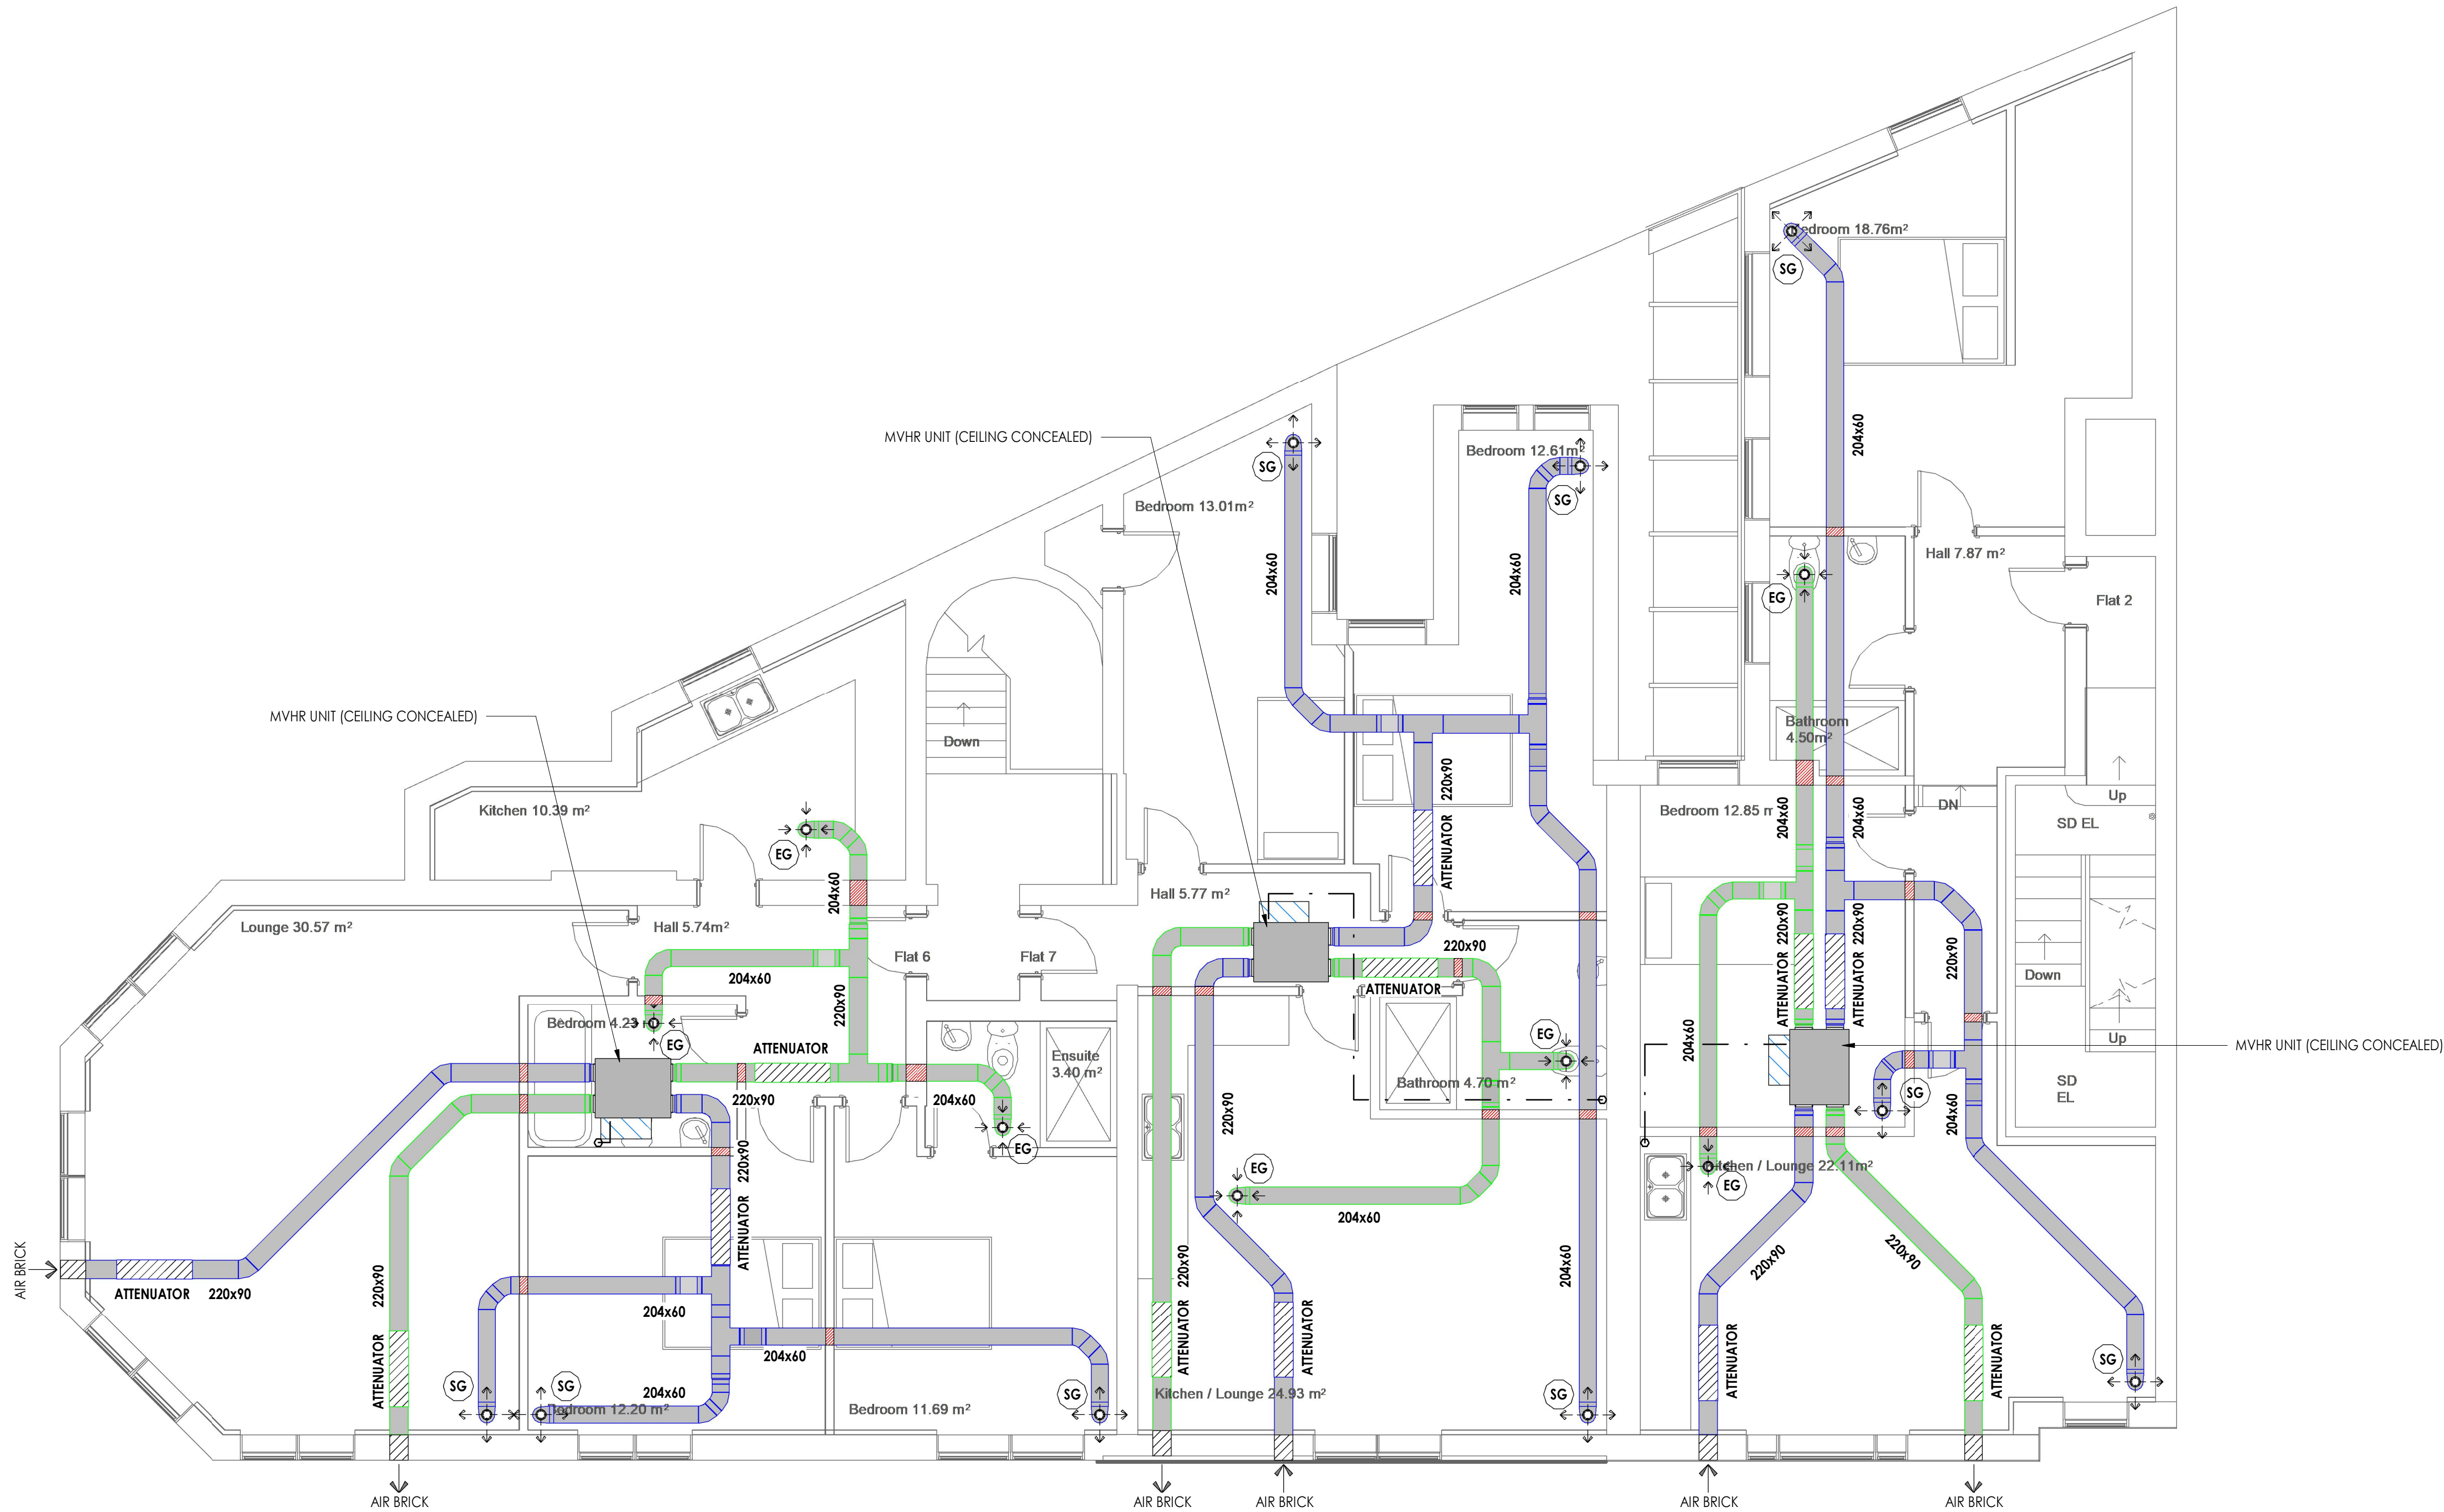 Bedroom 18.76m²
SG
204x60
MVHR UNIT (CEILING CONCEALED)
SG
Bedroom 12.61m²
SG
Bedroom 13.01m²
204x60
204x60
Hall 7.87 m²
EG
Flat 2
MVHR UNIT (CEILING CONCEALED)
Down
Bathroom
4.50m²
Kitchen 10.39 m²
220x90
ATTENUATOR
Bedroom 12.85 m
204x60
204x60
DN
Up
SD EL
EG
204x60
Hall 5.77 m²
Lounge 30.57 m²
Hall 5.74m²
Flat 6
Flat 7
220x90
ATTENUATOR
220x90
ATTENUATOR
220x90
220x90
Down
204x60
220x90
220x90
ATTENUATOR
Bedroom 4.23 m
EG
ATTENUATOR
220x90
204x60
Ensuite
3.40 m²
EG
EG
204x60
Up
MVHR UNIT (CEILING CONCEALED)
SD
EL
Bathroom 4.70 m²
220x90
SG
204x60
220x90
ATTENUATOR
EG
204x60
Kitchen / Lounge 22.11m²
EG
AIR BRICK
ATTENUATOR
220x90
220x90
ATTENUATOR
204x60
204x60
204x60
220x90
ATTENUATOR
ATTENUATOR
204x60
220x90
220x90
ATTENUATOR
ATTENUATOR
SG
SG
SG
SG
SG
Bedroom 12.20 m²
Bedroom 11.69 m²
Kitchen / Lounge 24.93 m²
AIR BRICK
AIR BRICK
AIR BRICK
AIR BRICK
AIR BRICK